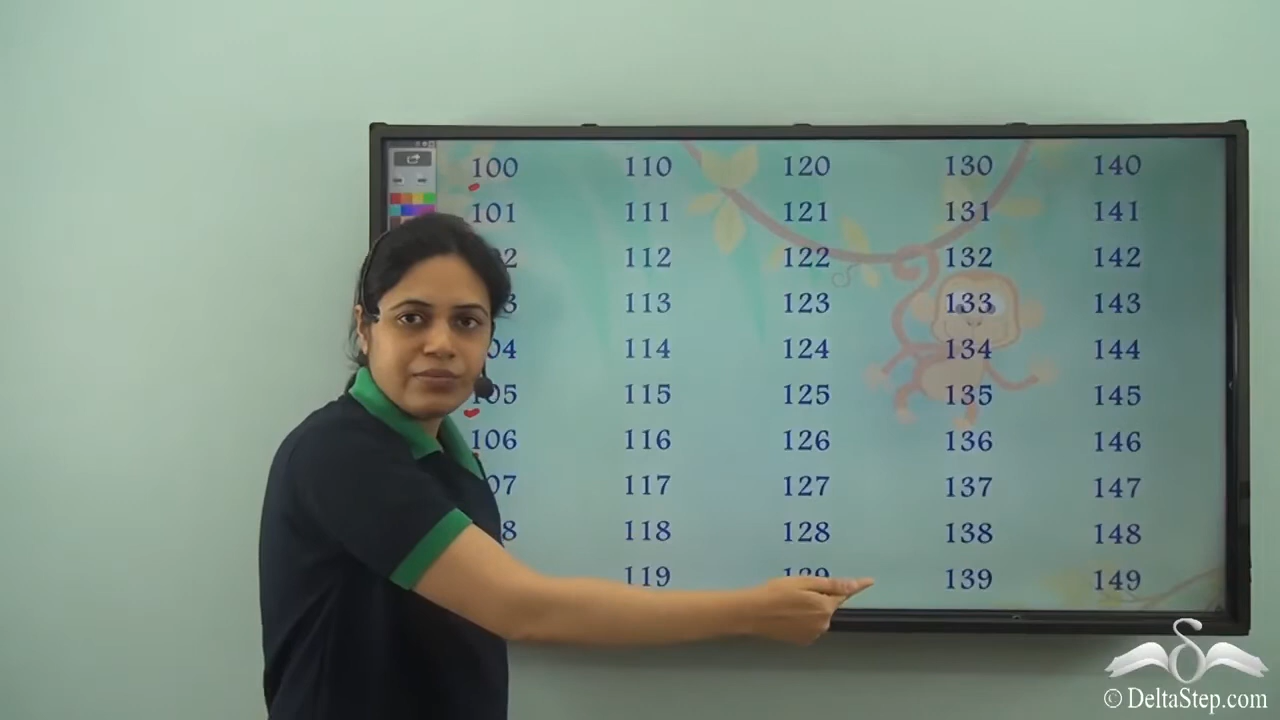 100 110 120 130 140
101 111 121 131 141
112 122 132 142
113 123 133 143
114 124 134 144
105 115 125 135 145
106 116 126 136 146
117 127 137 147
118 128 138 148
119 129 139 149
© DeltaStep.com